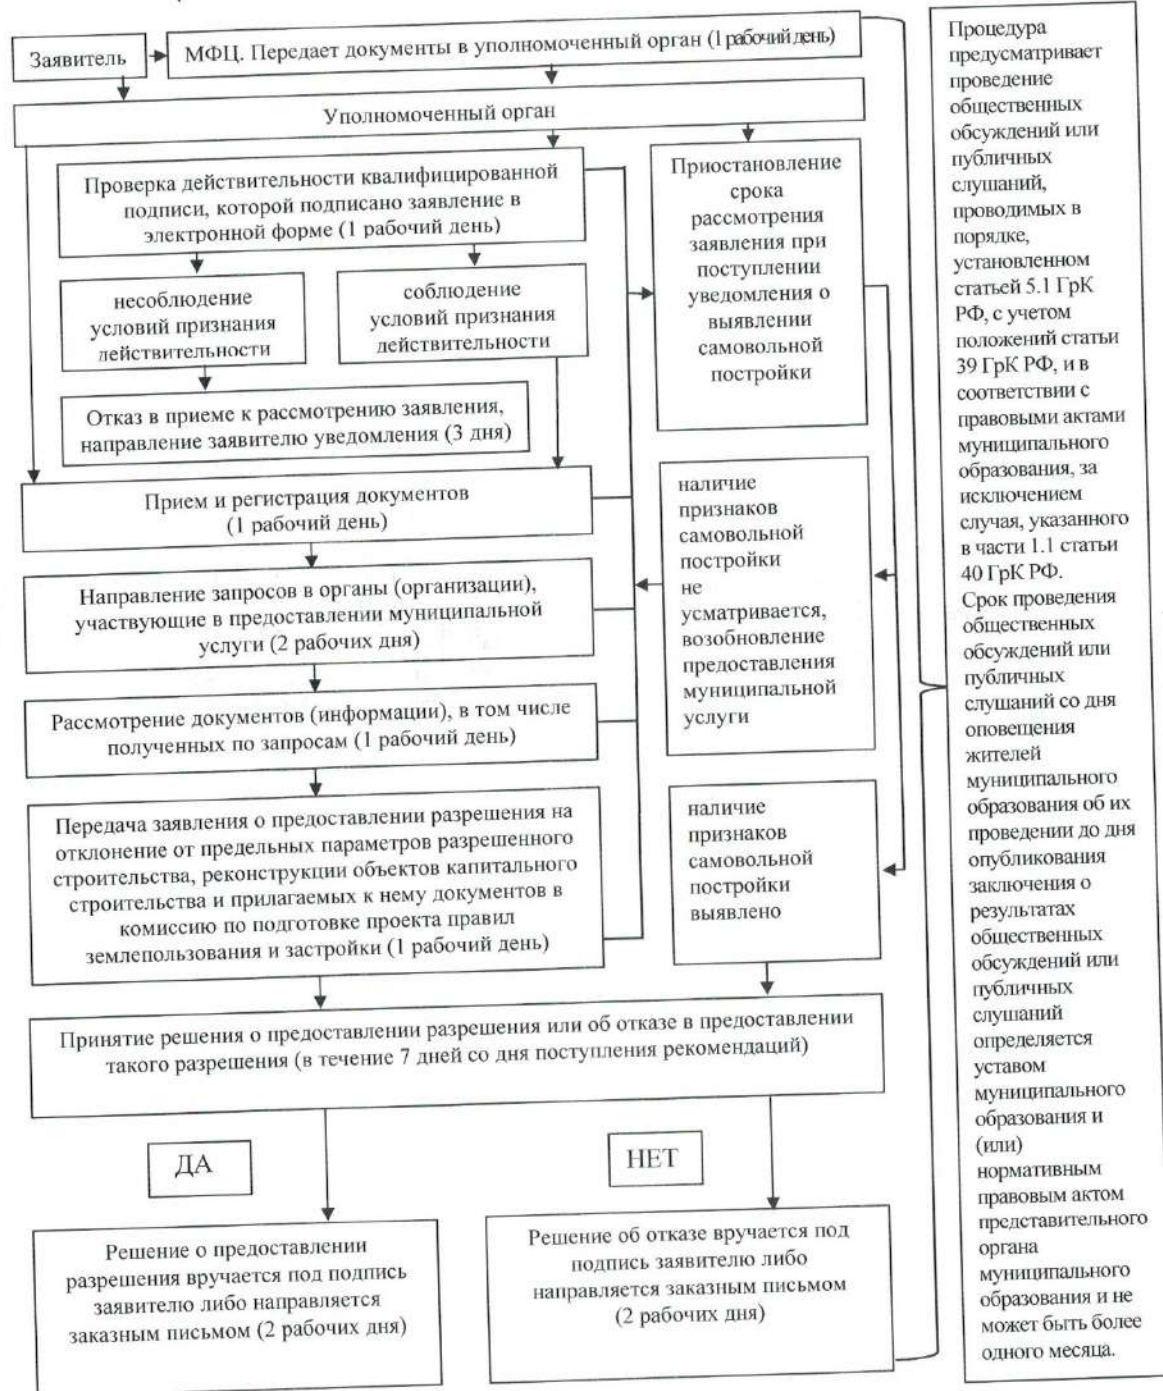 Заявитель
МФЦ. Передает документы в уполномоченный орган (1 рабочий день)
Уполномоченный орган
Проверка действительности квалифицированной
подписи, которой подписано заявление в
электронной форме (1 рабочий день)
Приостановление
срока
рассмотрения
заявления при
поступлении
уведомления о
выявлении
самовольной
постройки
несоблюдение
условий признания
действительности
соблюдение
условий признания
действительности
Отказ в приеме к рассмотрению заявления,
направление заявителю уведомления (3 дня)
Прием и регистрация документов
(1 рабочий день)
наличие
признаков
самовольной
постройки
не
усматривается,
возобновление
предоставления
муниципальной
услуги
Направление запросов в органы (организации),
участвующие в предоставлении муниципальной
услуги (2 рабочих дня)
Рассмотрение документов (информации), в том числе
полученных по запросам (1 рабочий день)
Передача заявления о предоставлении разрешения на
отклонение от предельных параметров разрешенного
строительства, реконструкции объектов капитального
строительства и прилагаемых к нему документов в
комиссию по подготовке проекта правил
землепользования и застройки (1 рабочий день)
наличие
признаков
самовольной
постройки
выявлено
Принятие решения о предоставлении разрешения или об отказе в предоставлении
такого разрешения (в течение 7 дней со дня поступления рекомендаций)
ДА
НЕТ
Решение о предоставлении
разрешения вручается под подпись
заявителю либо направляется
заказным письмом (2 рабочих дня)
Решение об отказе вручается под
подпись заявителю либо
направляется заказным письмом
(2 рабочих дня)
Процедура
предусматривает
проведение
общественных
обсуждений или
публичных
слушаний,
проводимых в
порядке,
установленном
статьей 5.1 ГрК
РФ, с учетом
положений статьи
39 ГрК РФ, и в
соответствии с
правовыми актами
муниципального
образования, за
исключением
случая, указанного
в части 1.1 статьи
40 ГрК РФ.
Срок проведения
общественных
обсуждений или
публичных
слушаний со дня
оповещения
жителей
муниципального
образования об их
проведении до дня
опубликования
заключения о
результатах
общественных
обсуждений или
публичных
слушаний
определяется
уставом
муниципального
образования и
(или)
нормативным
правовым актом
представительного
органа
муниципального
образования и не
может быть более
одного месяца.